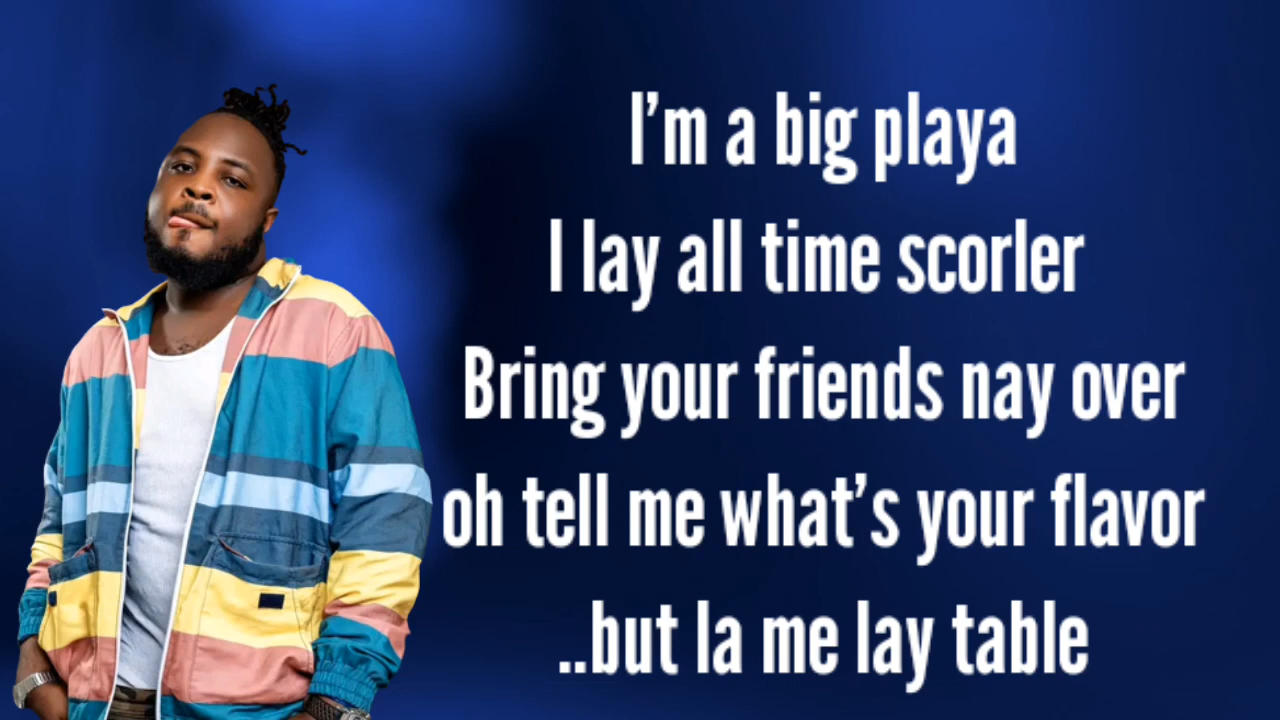 I'm a big playa
I lay all time scorler
Bring your friends nay over
oh tell me what's your flavor
..but la me lay table